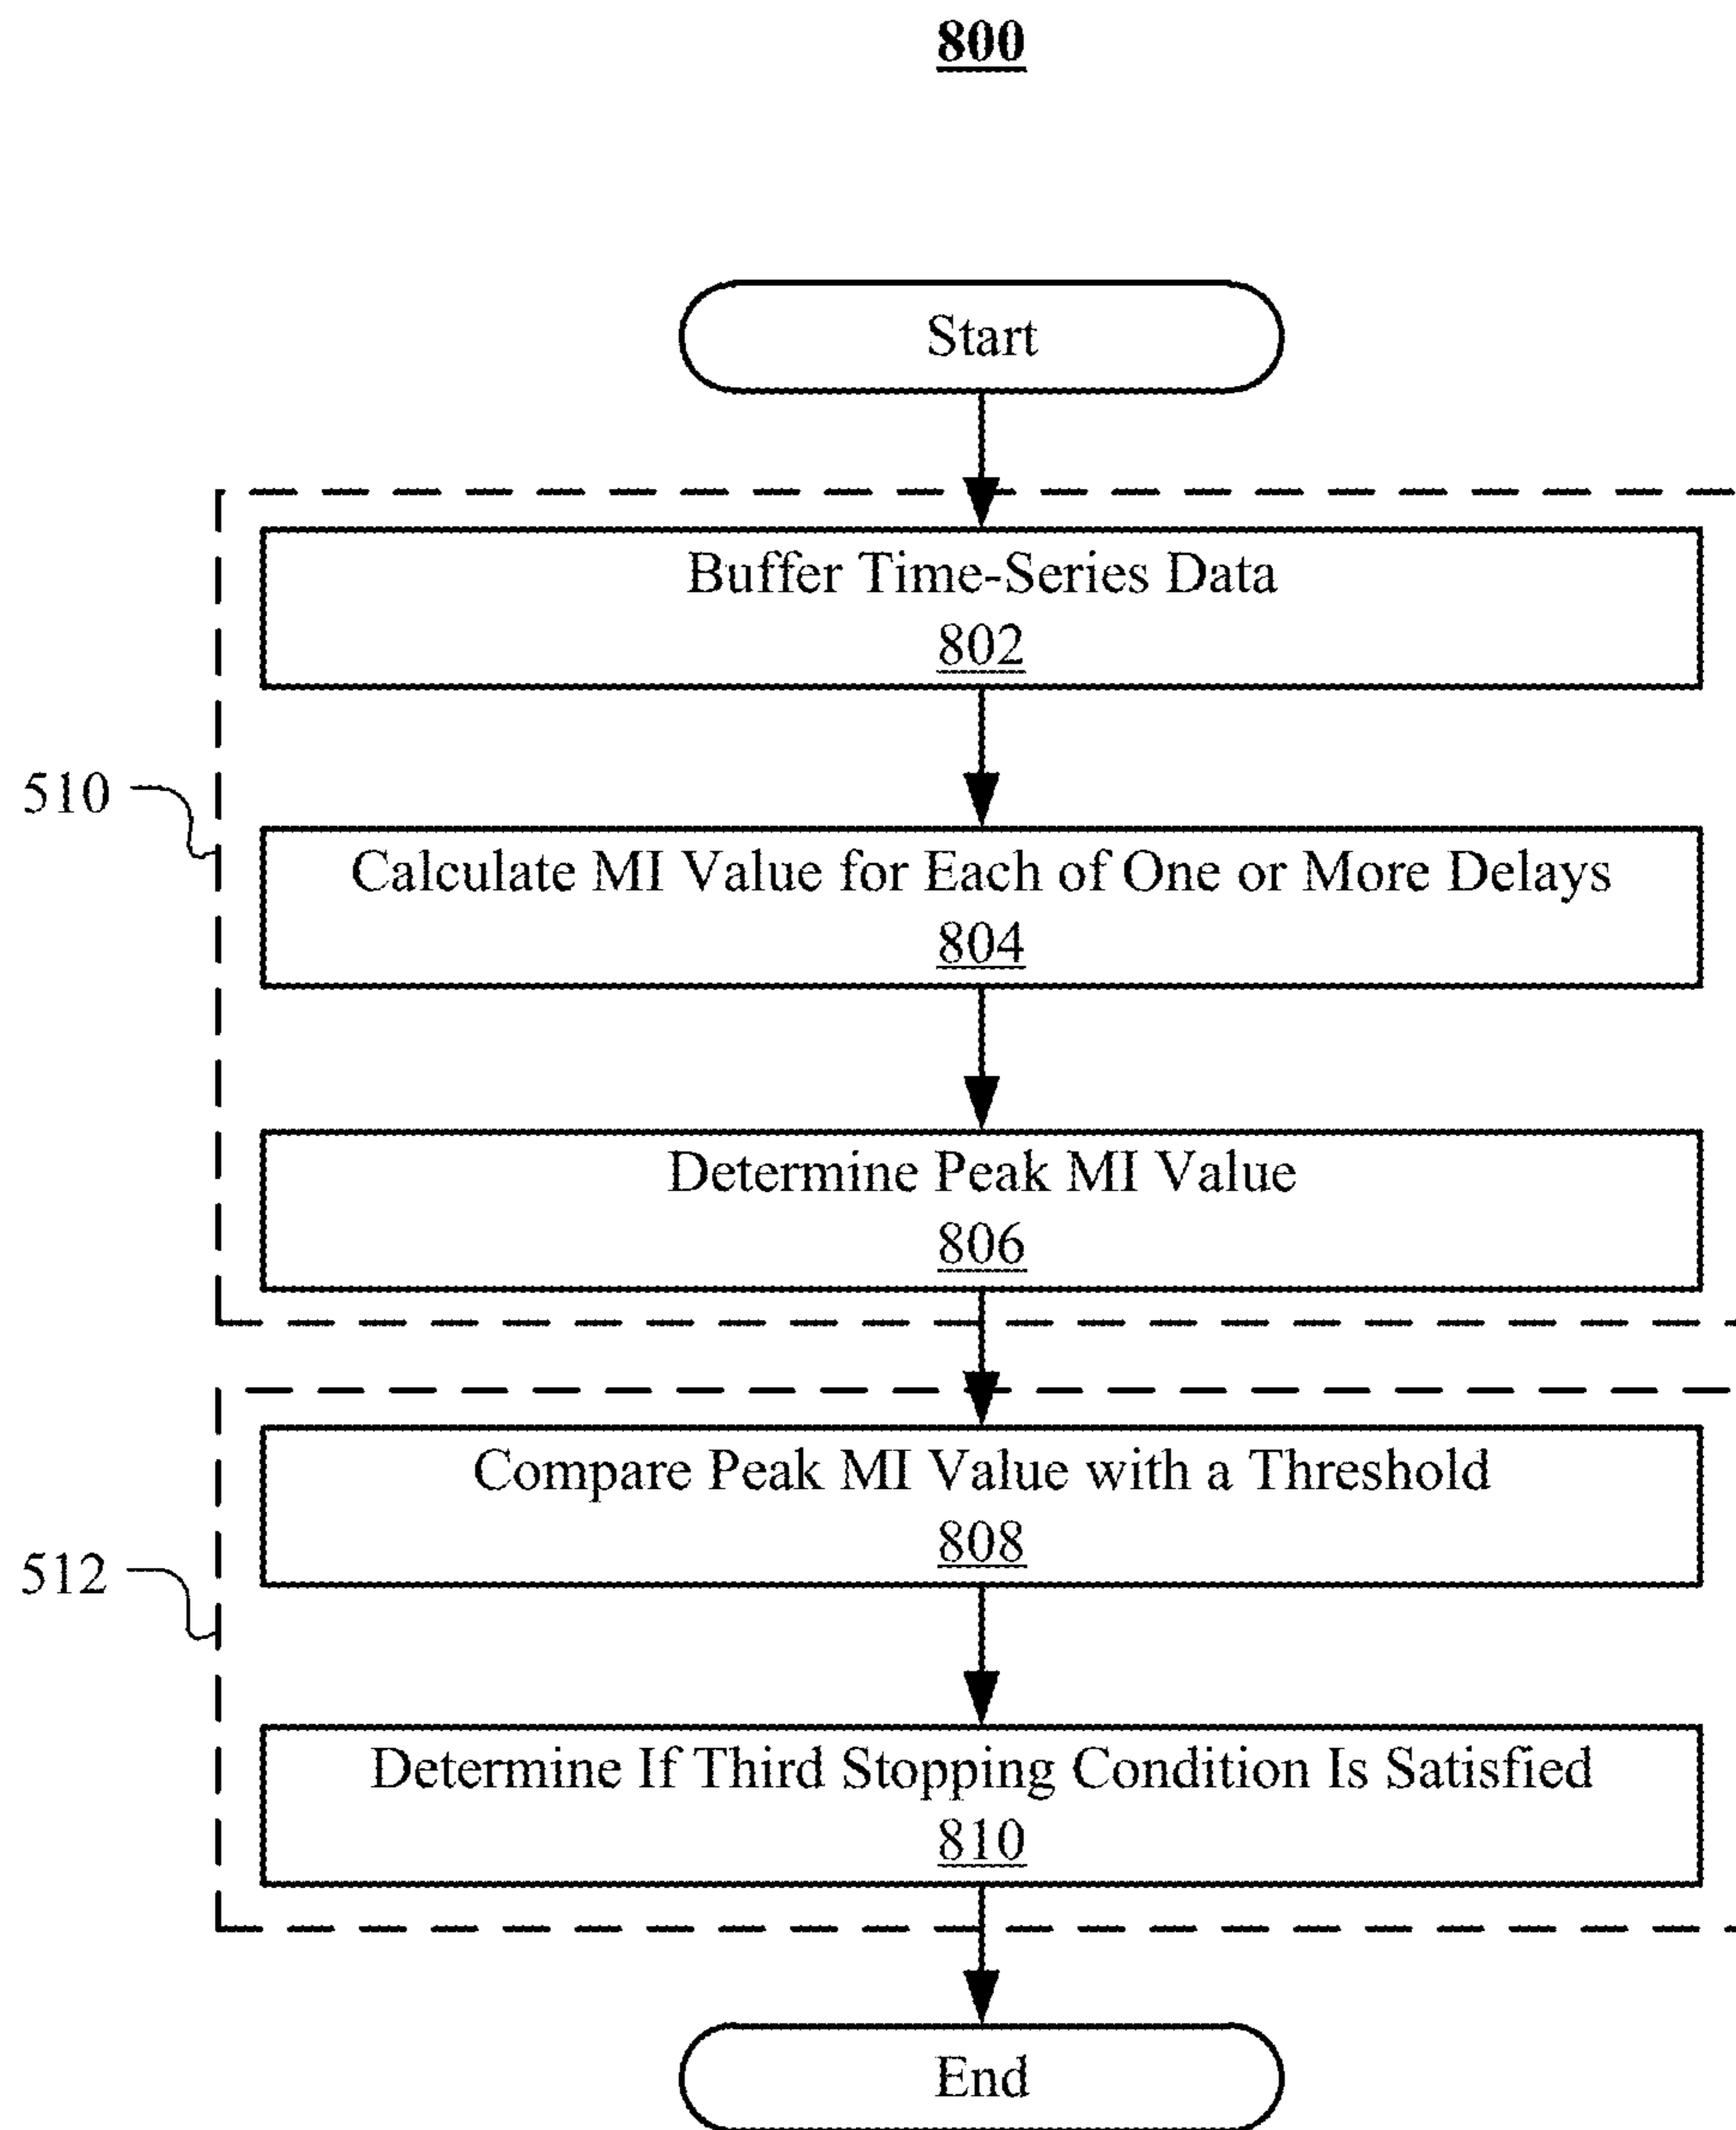 800
Start
Buffer Time-Series Data
802
510
Calculate MI Value for Each of One or More Delays
804
Determine Peak MI Value
806
Compare Peak MI Value with a Threshold
808
512
Determine If Third Stopping Condition Is Satisfied
810
End